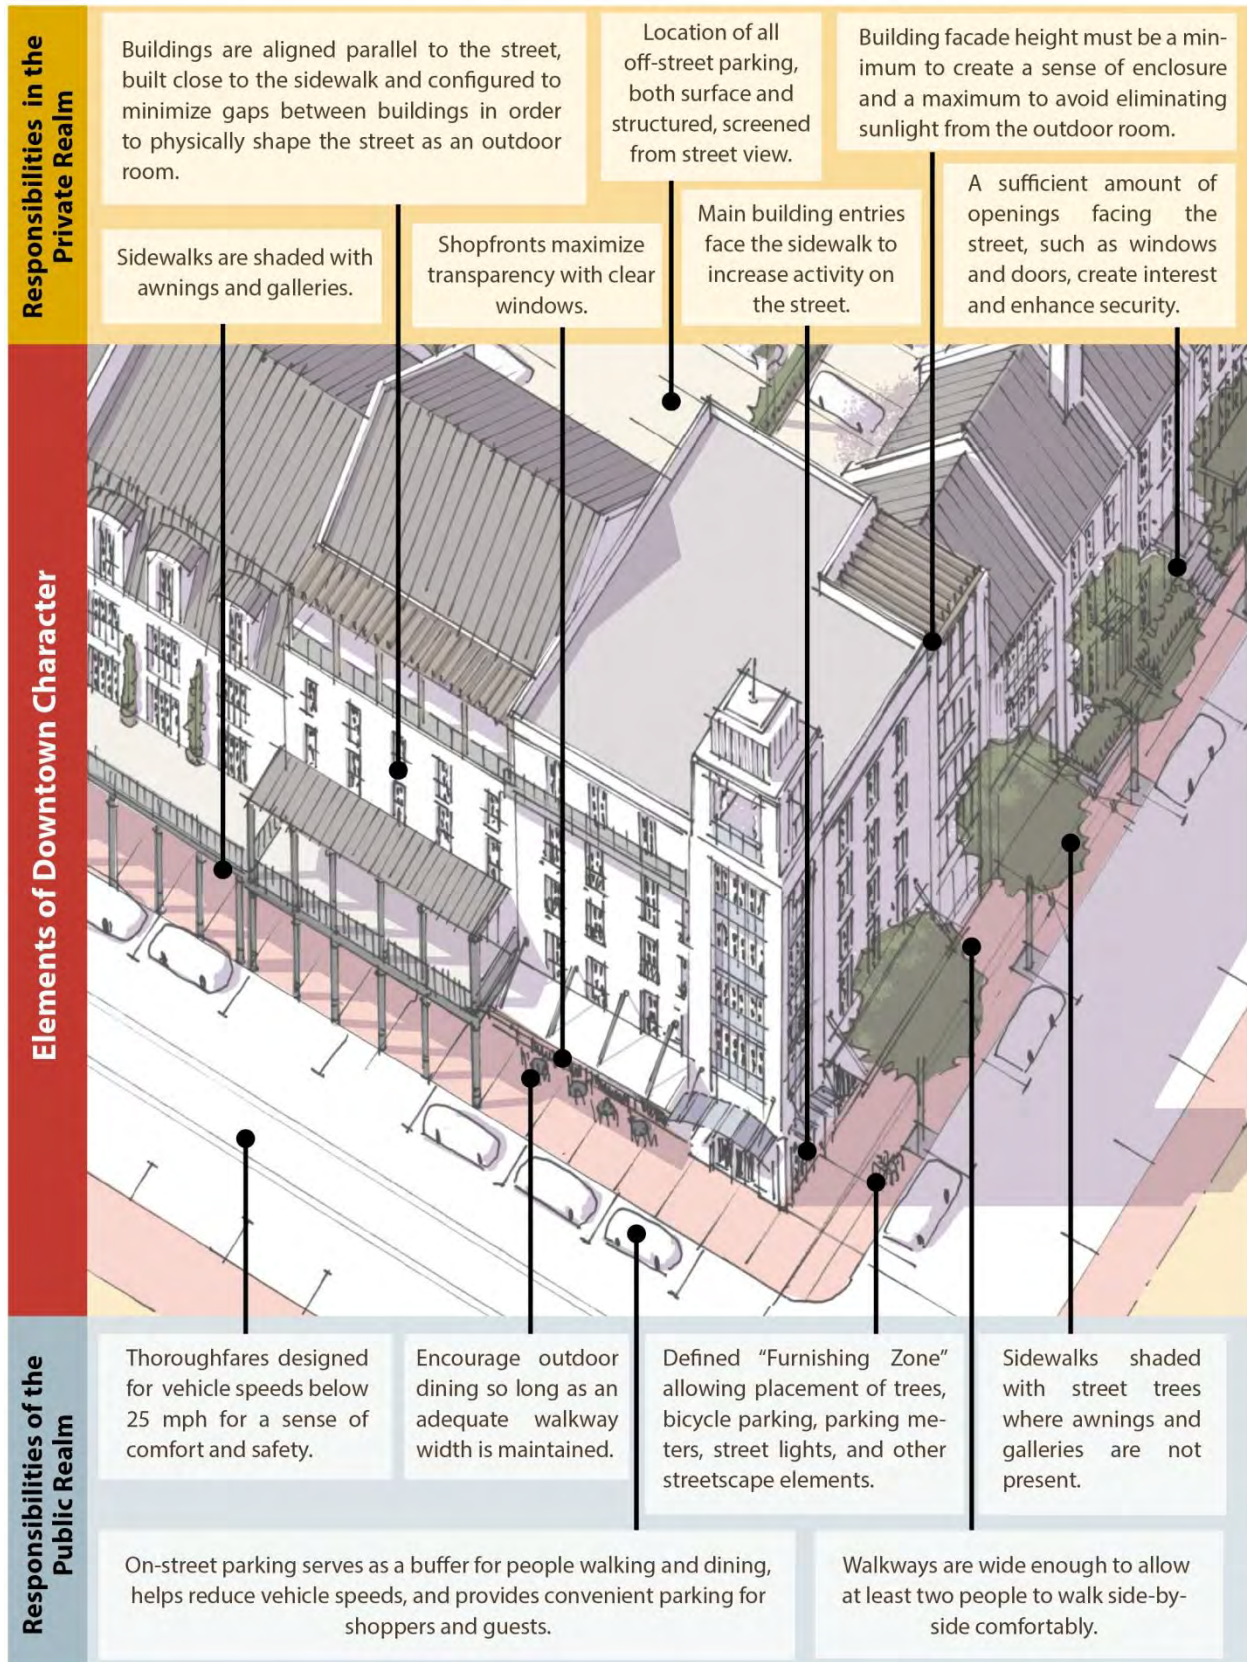 Responsibilities in the
Private Realm
Buildings are aligned parallel to the street,
built close to the sidewalk and configured to
minimize gaps between buildings in order
to physically shape the street as an outdoor
room.
Location of all
off-street parking,
both surface and
structured, screened
from street view.
Building facade height must be a min-
imum to create a sense of enclosure
and a maximum to avoid eliminating
sunlight from the outdoor room.
Sidewalks are shaded with
awnings and galleries.
Shopfronts maximize
transparency with clear
windows.
Main building entries
face the sidewalk to
increase activity on
the street.
A sufficient amount of
openings facing the
street, such as windows
and doors, create interest
and enhance security.
Elements of Downtown Character
Responsibilities of the
Public Realm
Thoroughfares designed
for vehicle speeds below
25 mph for a sense of
comfort and safety.
Encourage outdoor
dining so long as an
adequate walkway
width is maintained.
Defined “Furnishing Zone”
allowing placement of trees,
bicycle parking, parking me-
ters, street lights, and other
streetscape elements.
Sidewalks shaded
with street trees
where awnings and
galleries are not
present.
On-street parking serves as a buffer for people walking and dining,
helps reduce vehicle speeds, and provides convenient parking for
shoppers and guests.
Walkways are wide enough to allow
at least two people to walk side-by-
side comfortably.